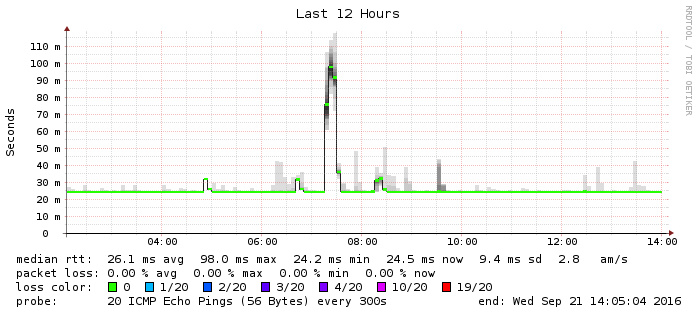 Last 12 Hours
RRDTOOL / TOBI OETIKER
Seconds
110 m
100 m
90 m
80 m
70 m
60 m
50 m
40 m
30 m
20 m
10 m
0
04:00 06:00 08:00 10:00 12:00 14:00
median rtt: 26.1 ms avg 98.0 ms max 24.2 ms min 24.5 ms now 9.4 ms sd 2.8 am/s
packet loss: 0.00 % avg 0.00 % max 0.00 % min 0.00 % now
loss color: 0 1/20 2/20 3/20 4/20 10/20 19/20
probe: 20 ICMP Echo Pings (56 Bytes) every 300s end: Wed Sep 21 14:05:04 2016